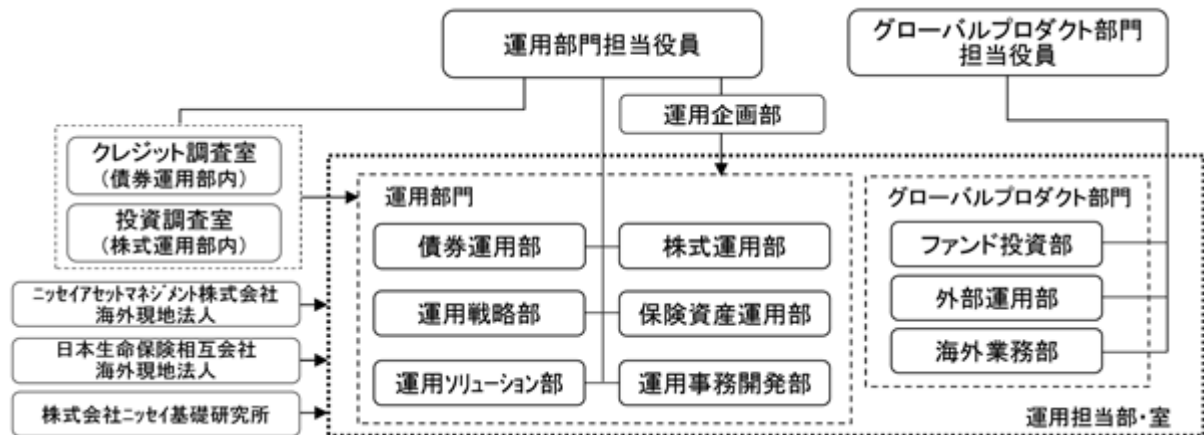 運用部門担当役員
グローバルプロダクト部門
担当役員
運用企画部
クレジット調査室
(債券運用部内)
投資調査室
(株式運用部内)
運用部門
債券運用部
株式運用部
運用戦略部
保険資産運用部
運用ソリューション部
運用事務開発部
グローバルプロダクト部門
ファンド投資部
外部運用部
海外業務部
ニッセイアセットマネジメント株式会社
海外現地法人
日本生命保険相互会社
海外現地法人
株式会社ニッセイ基礎研究所
運用担当部・室